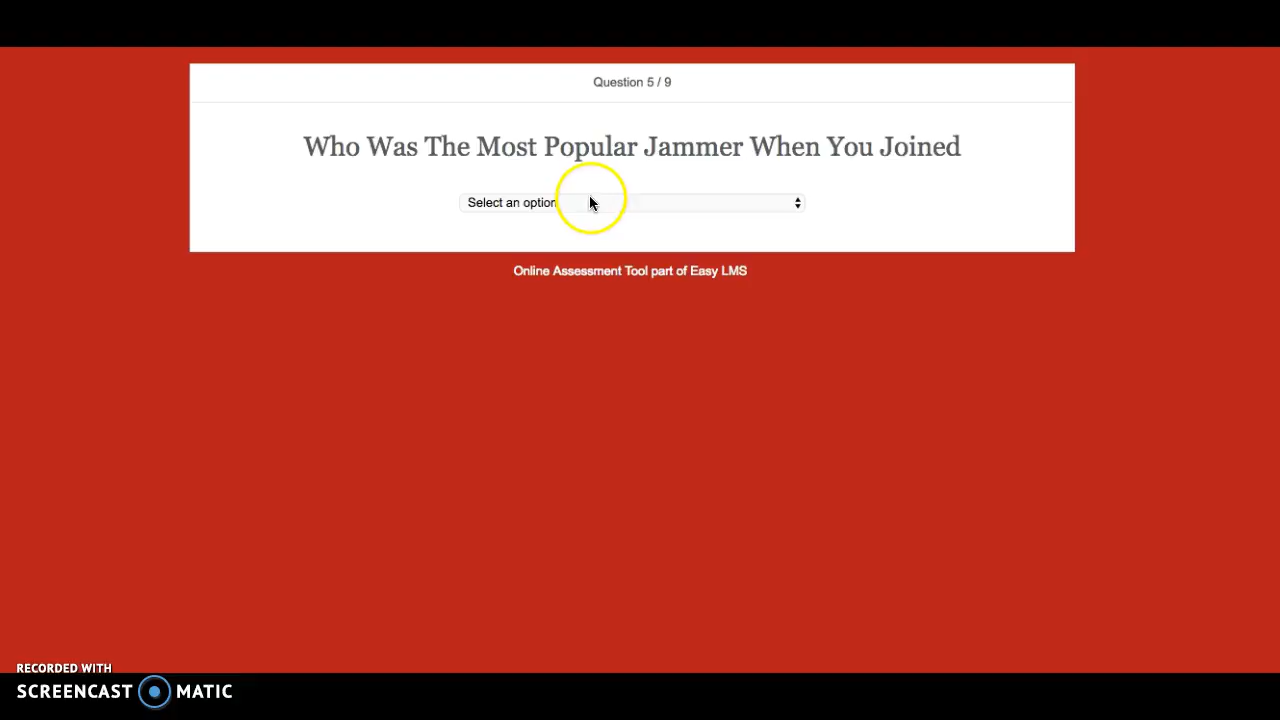 Question 5 / 9
Who Was The Most Popular Jammer When You Joined
Select an option
Online Assessment Tool part of Easy LMS
RECORDED WITH
SCREENCAST MATIC